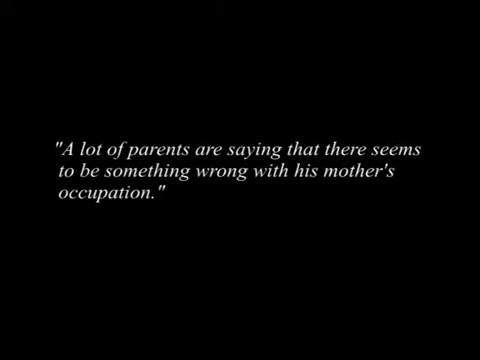 "A lot of parents are saying that there seems
to be something wrong with his mother's
occupation."